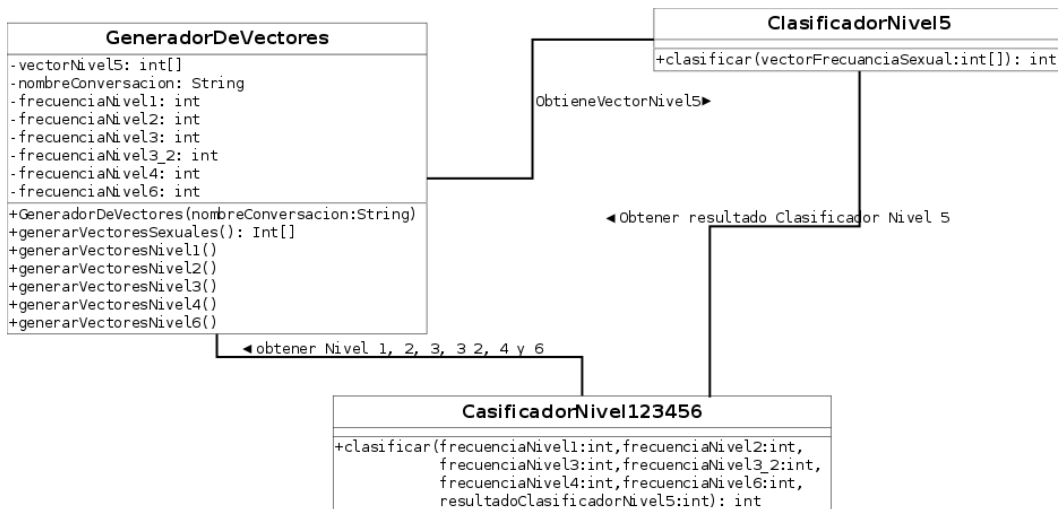 GeneradorDeVectores
-vectorNivel5: int[]
-nombreConversacion: String
-frecuenciaNivel1: int
-frecuenciaNivel2: int
-frecuenciaNivel3: int
-frecuenciaNivel3_2: int
-frecuenciaNivel4: int
-frecuenciaNivel6: int
+GeneradorDeVectores(nombreConversacion:String)
+generarVectoresSexuales(): Int[]
+generarVectoresNivel1()
+generarVectoresNivel2()
+generarVectoresNivel3()
+generarVectoresNivel4()
+generarVectoresNivel6()
ClasificadorNivel5
+clasificar(vectorFrecuanciaSexual:int[]): int
ObtieneVectorNivel5►
◄Obtener resultado Clasificador Nivel 5
◄obtener Nivel 1, 2, 3, 3 2, 4 y 6
CasificadorNivel123456
+clasificar(frecuenciaNivel1:int,frecuenciaNivel2:int,
frecuenciaNivel3:int,frecuenciaNivel3_2:int,
frecuenciaNivel4:int,frecuenciaNivel6:int,
resultadoClasificadorNivel5:int): int